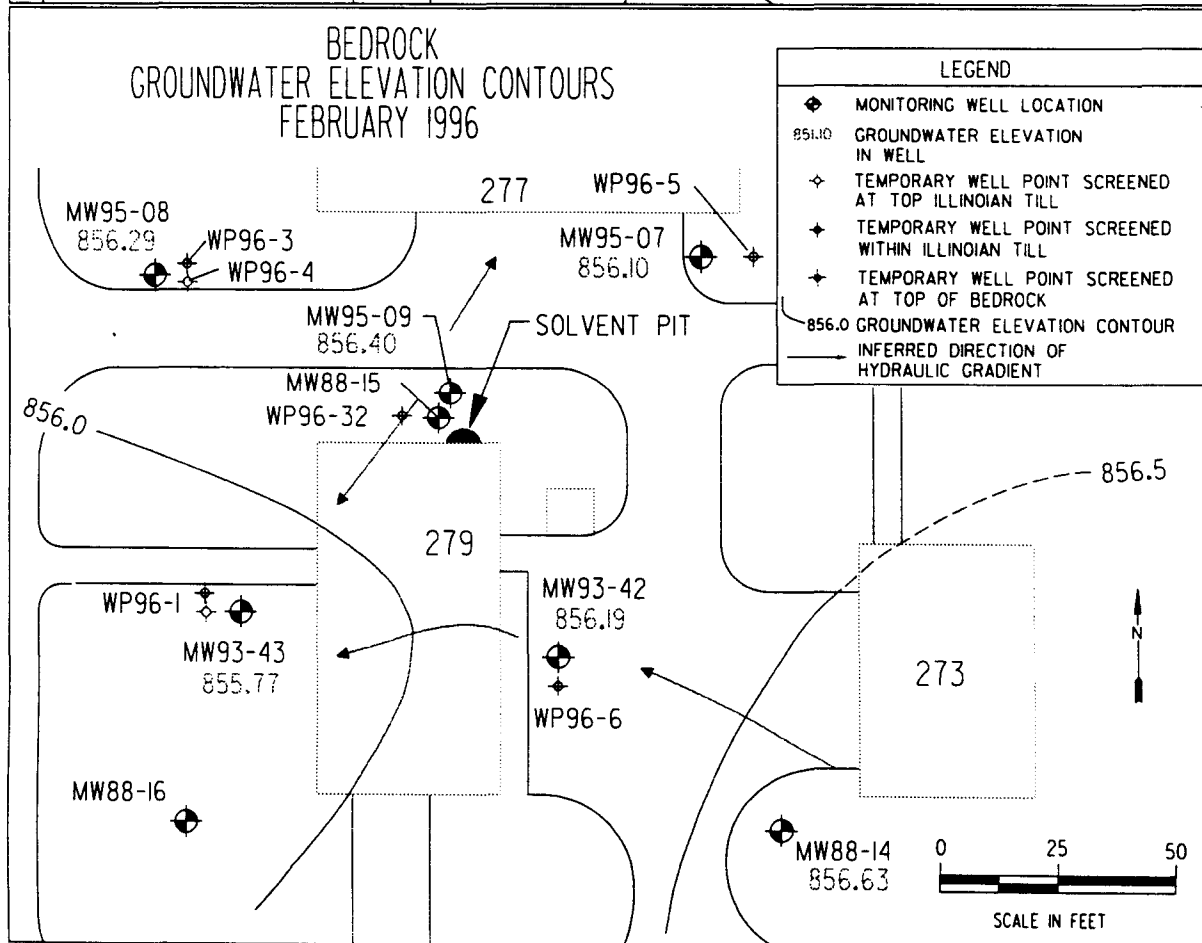 BEDROCK
GROUNDWATER ELEVATION CONTOURS
FEBRUARY 1996
LEGEND
MONITORING WELL LOCATION
851.10 GROUNDWATER ELEVATION
IN WELL
TEMPORARY WELL POINT SCREENED
AT TOP ILLINOIAN TILL
TEMPORARY WELL POINT SCREENED
WITHIN ILLINOIAN TILL
TEMPORARY WELL POINT SCREENED
AT TOP OF BEDROCK
856.0 GROUNDWATER ELEVATION CONTOUR
INFERRED DIRECTION OF
HYDRAULIC GRADIENT
277
WP96-5
MW95-08
856.29
WP96-3
WP96-4
MW95-07
856.10
MW95-09
856.40
SOLVENT PIT
MW88-15
WP96-32
856.0
856.5
279
WP96-1
MW93-43
855.77
MW93-42
856.19
WP96-6
273
N
MW88-16
MW88-14
856.63
0 25 50
SCALE IN FEET